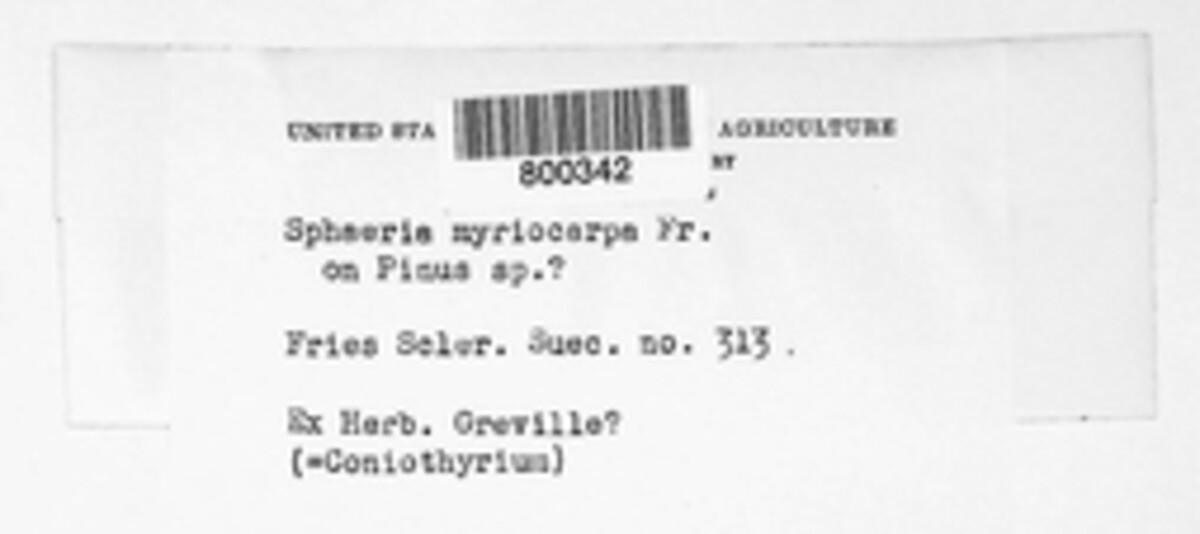 UNITED STA AGRICULTURE
800342
NT
Sphaeria myriocarpa Fr.
on Pinus sp.?
Fries Scler. Suec. no. 313.
Ex Herb. Greville?
(=Coniothyrium)